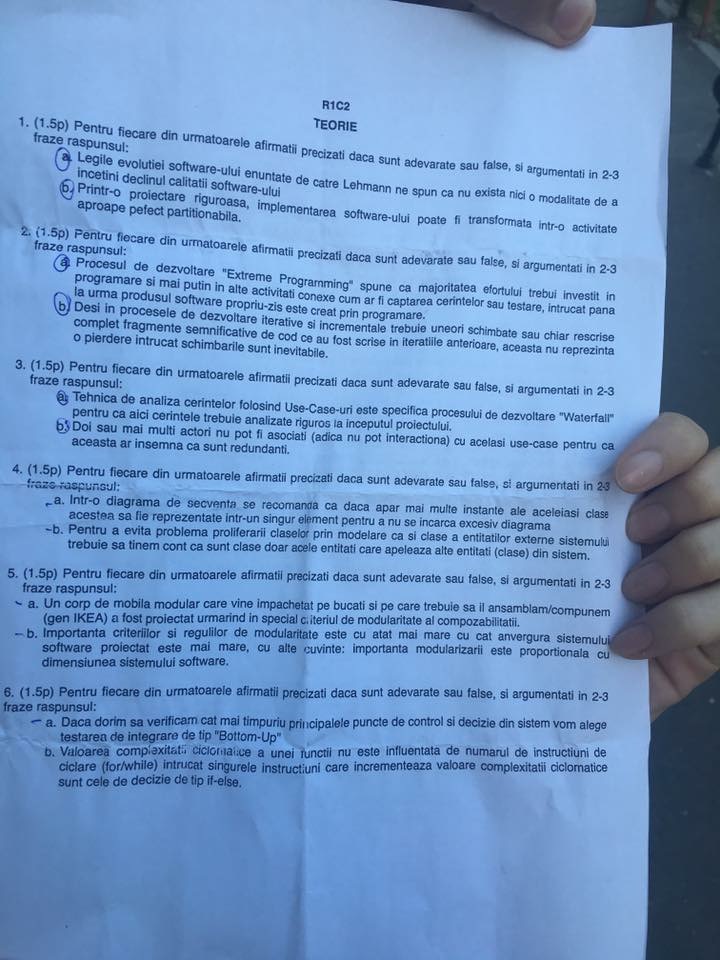 R1C2
TEORIE
1. (1.5p) Pentru fiecare din urmatoarele afirmatii precizati daca sunt adevarate sau false, si argumentati in 2-3
fraze raspunsul:
a. Legile evolutiei software-ului enuntate de catre Lehmann ne spun ca nu exista nici o modalitate de a
incetini declinul calitatii software-ului
b. Printr-o proiectare riguroasa, implementarea software-ului poate fi transformata intr-o activitate
aproape pefect partitionabila.
2. (1.5p) Pentru fiecare din urmatoarele afirmatii precizati daca sunt adevarate sau false, si argumentati in 2-3
fraze raspunsul:
a. Procesul de dezvoltare "Extreme Programming" spune ca majoritatea efortului trebui investit in
programare si mai putin in alte activitati conexe cum ar fi captarea cerintelor sau testare, intrucat pana
la urma produsul software propriu-zis este creat prin programare.
b. Desi in procesele de dezvoltare iterative si incrementale trebuie uneori schimbate sau chiar rescrise
complet fragmente semnificative de cod ce au fost scrise in iteratiile anterioare, aceasta nu reprezinta
o pierdere intrucat schimbarile sunt inevitabile.
3. (1.5p) Pentru fiecare din urmatoarele afirmatii precizati daca sunt adevarate sau false, si argumentati in 2-3
fraze raspunsul:
a. Tehnica de analiza cerintelor folosind Use-Case-uri este specifica procesului de dezvoltare "Waterfall"
pentru ca aici cerintele trebuie analizate riguros la inceputul proiectului.
b. Doi sau mai multi actori nu pot fi asociati (adica nu pot interactiona) cu acelasi use-case pentru ca
aceasta ar insemna ca sunt redundanti.
4. (1.5p) Pentru fiecare din urmatoarele afirmatii precizati daca sunt adevarate sau false, si argumentati in 2-3
fraze raspunsul:
a. Intr-o diagrama de secventa se recomanda ca daca apar mai multe instante ale aceleiasi clase
acestea sa fie reprezentate intr-un singur element pentru a nu se incarca excesiv diagrama
b. Pentru a evita problema proliferarii claselor prin modelare ca si clase a entitatilor externe sistemului
trebuie sa tinem cont ca sunt clase doar acele entitati care apeleaza alte entitati (clase) din sistem.
5. (1.5p) Pentru fiecare din urmatoarele afirmatii precizati daca sunt adevarate sau false, si argumentati in 2-3
fraze raspunsul:
a. Un corp de mobila modular care vine impachetat pe bucati si pe care trebuie sa il ansamblam/compunem
(gen IKEA) a fost proiectat urmarind in special criteriul de modularitate al compozabilitatii.
b. Importanta criteriilor si regulilor de modularitate este cu atat mai mare cu cat anvergura sistemului
software proiectat este mai mare, cu alte cuvinte: importanta modularizarii este proportionala cu
dimensiunea sistemului software.
6. (1.5p) Pentru fiecare din urmatoarele afirmatii precizati daca sunt adevarate sau false, si argumentati in 2-3
fraze raspunsul:
a. Daca dorim sa verificam cat mai timpuriu principalele puncte de control si decizie din sistem vom alege
testarea de integrare de tip "Bottom-Up"
b. Valoarea complexitatii ciclomatice a unei functii nu este influentata de numarul de instructiuni de
ciclare (for/while) intrucat singurele instructiuni care incrementeaza valoare complexitatii ciclomatice
sunt cele de decizie de tip if-else.